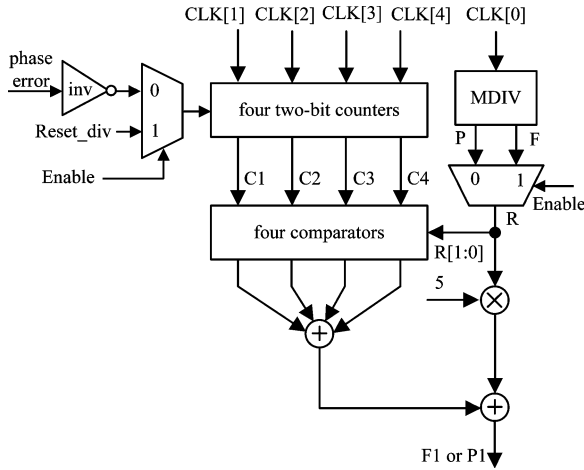 CLK[1] CLK[2] CLK[3] CLK[4] CLK[0]
phase
error
inv
0
1
Reset_div
Enable
four two-bit counters
MDIV
P F
0 1
Enable
R
C1 C2 C3 C4
four comparators
R[1:0]
5
×
+
+
F1 or P1